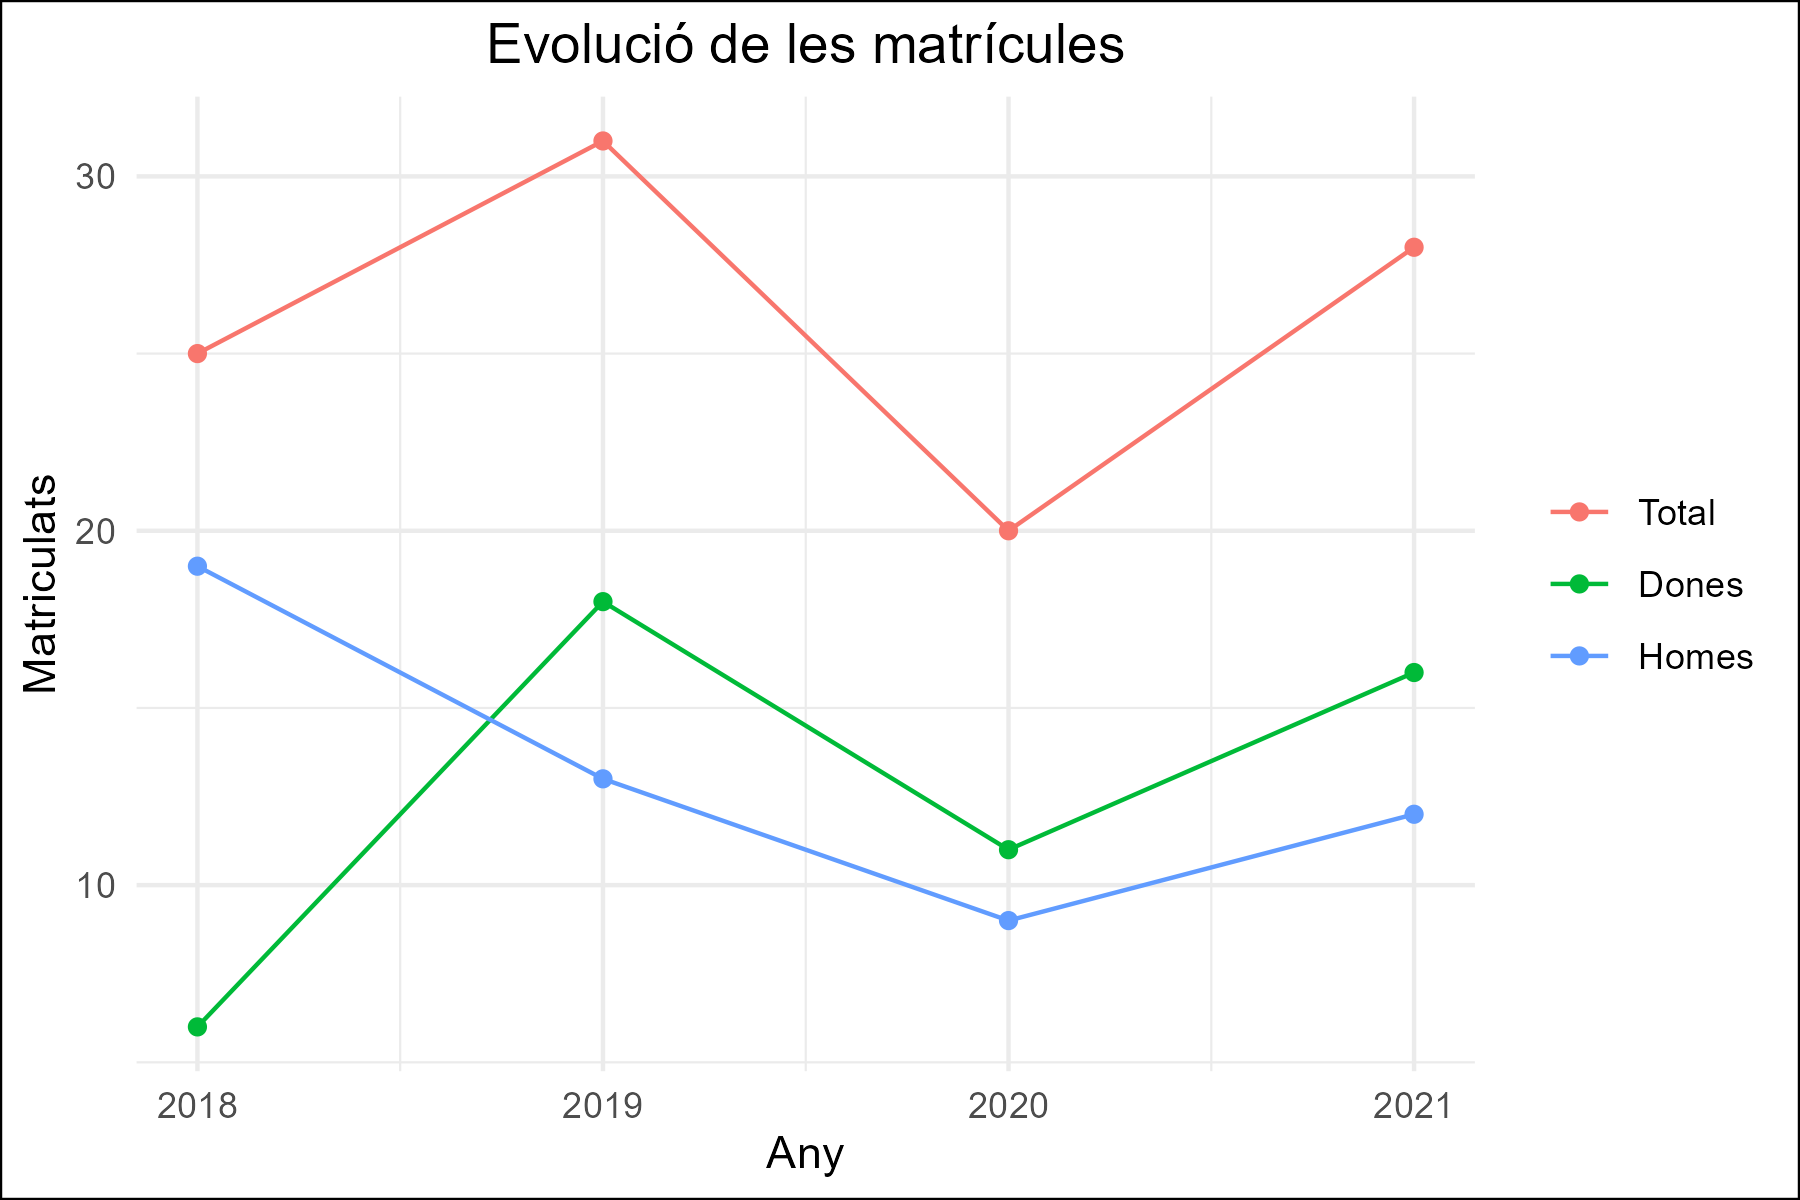 Evolució de les matrícules
Matriculats
30
20
10
2018
2019
2020
2021
Any
Total
Dones
Homes